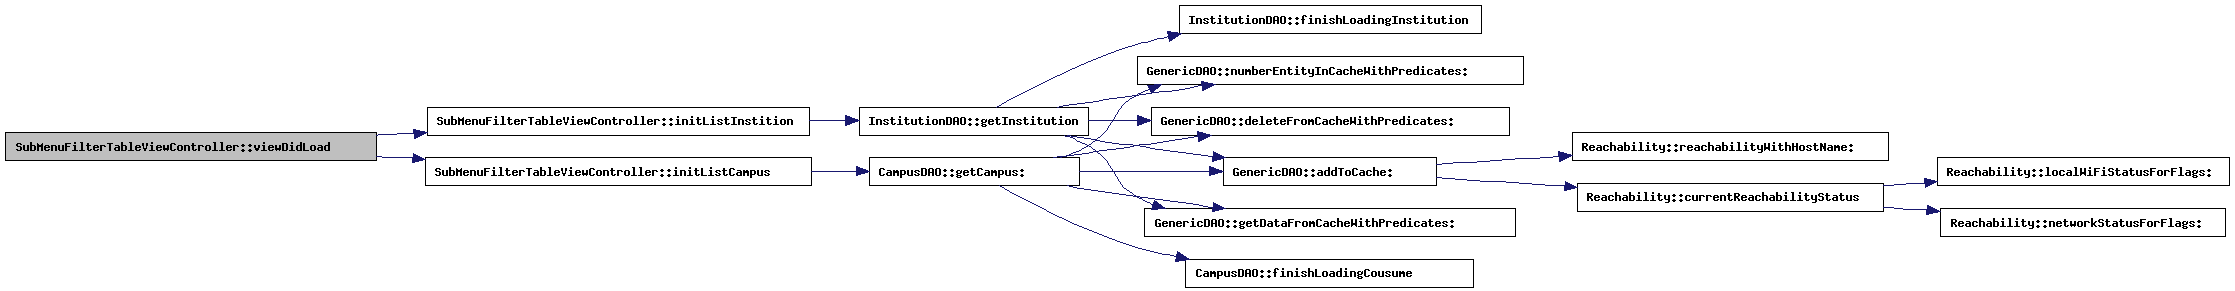 SubMenuFilterTableViewController::viewDidLoad
SubMenuFilterTableViewController::initListInstition
SubMenuFilterTableViewController::initListCampus
InstitutionDAO::getInstitution
CampusDAO::getCampus:
InstitutionDAO::finishLoadingInstitution
GenericDAO::numberEntityInCacheWithPredicates:
GenericDAO::deleteFromCacheWithPredicates:
GenericDAO::addToCache:
GenericDAO::getDataFromCacheWithPredicates:
CampusDAO::finishLoadingCousume
Reachability::reachabilityWithHostName:
Reachability::currentReachabilityStatus
Reachability::localWiFiStatusForFlags:
Reachability::networkStatusForFlags: